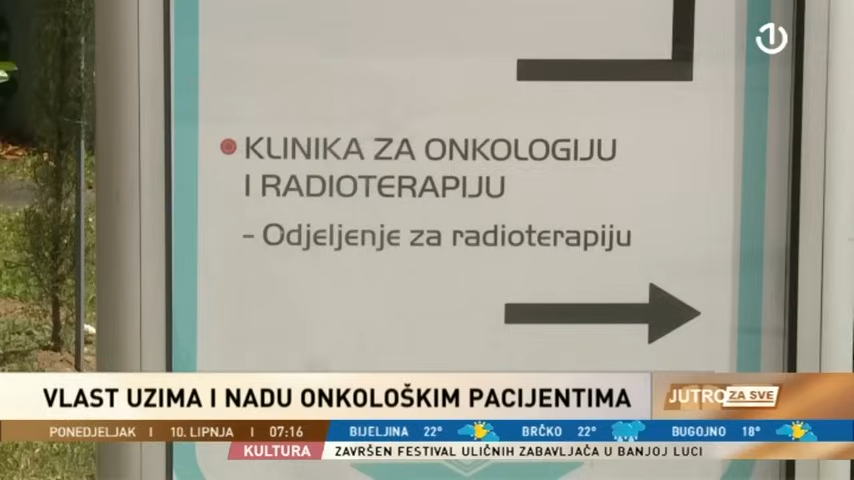 KLINIKA ZA ONKOLOGIJU
I RADIOTERAPIJU
- Odjeljenje za radioterapiju
VLAST UZIMA I NADU ONKOLOŠKIM PACIJENTIMA
JUTRO ZA SVE
PONEDJELJAK I 10. LIPNJA I 07:16 BIJELJINA 22° BRČKO 22° BUGOJNO 18°
KULTURA ZAVRŠEN FESTIVAL ULIČNIH ZABAVLJAČA U BANJOJ LUCI